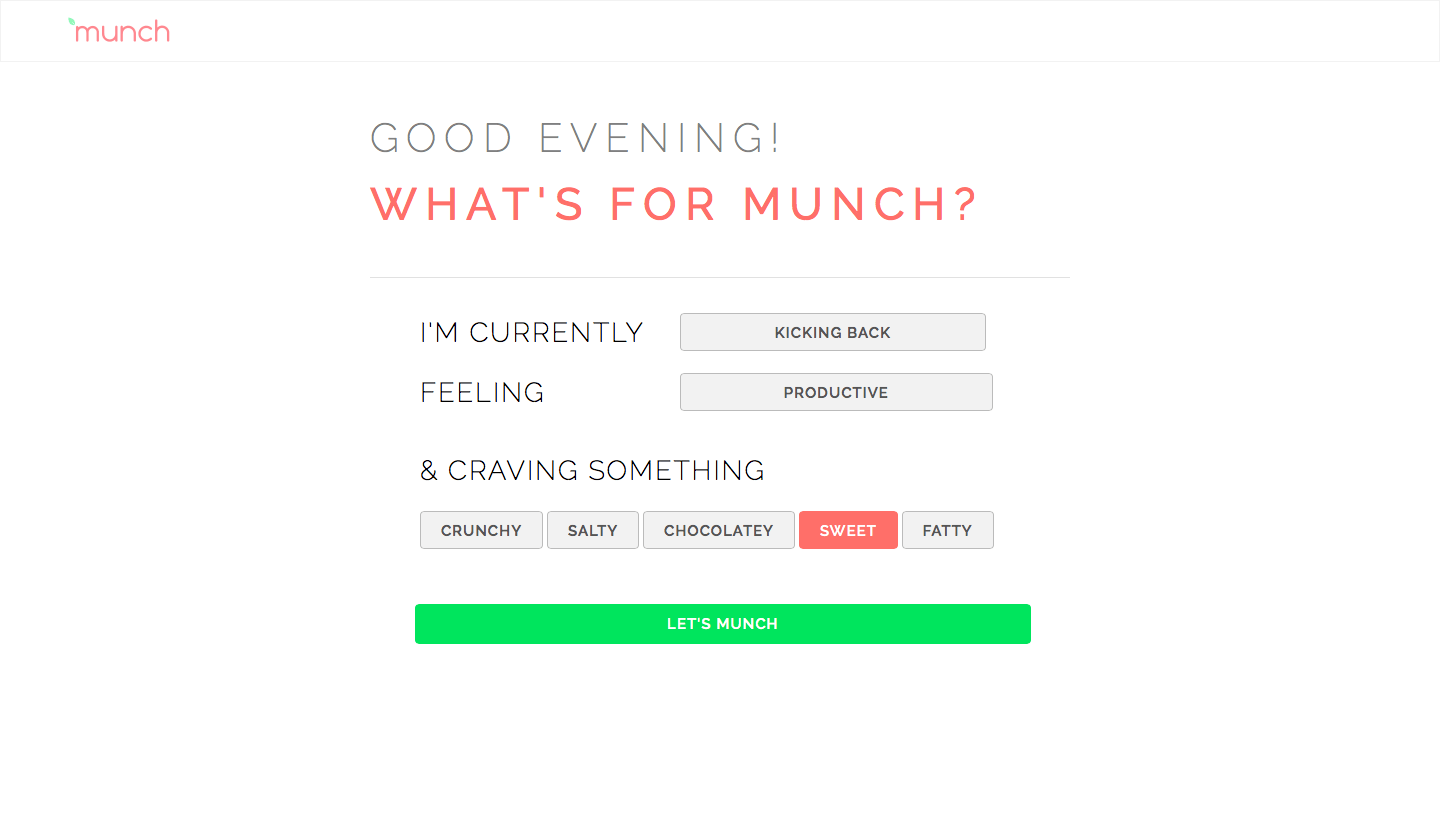 munch
GOOD EVENING!
WHAT'S FOR MUNCH?
I'M CURRENTLY KICKING BACK
FEELING PRODUCTIVE
& CRAVING SOMETHING
CRUNCHY SALTY CHOCOLATEY SWEET FATTY
LET'S MUNCH